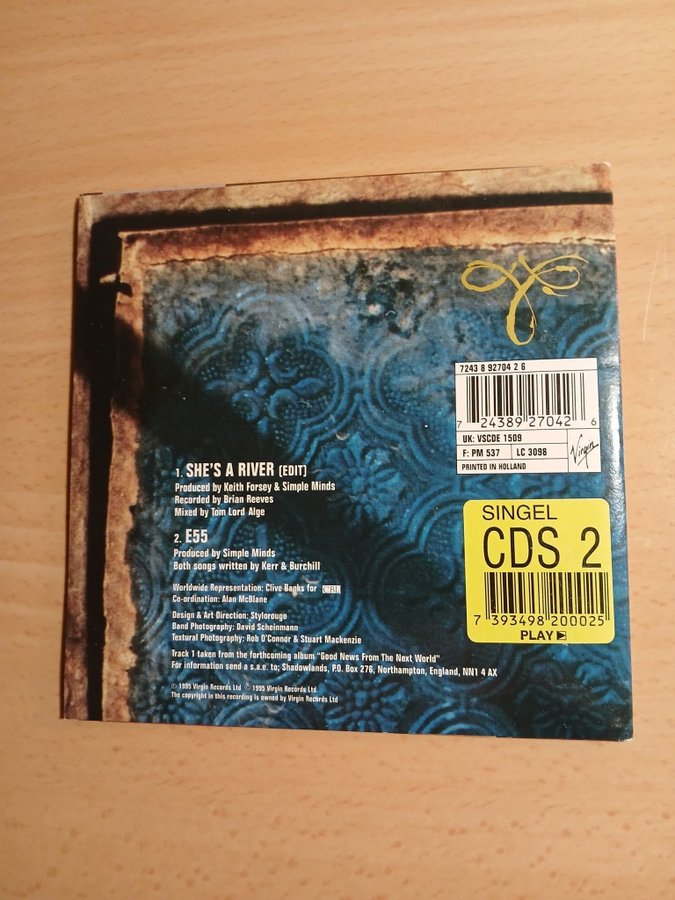 7243 8 92704 2 6
7 24389 27042 6
UK: VSCDE 1509
F: PM 537 LC 3098
Virgin
PRINTED IN HOLLAND
1. SHE'S A RIVER (EDIT)
Produced by Keith Forsey & Simple Minds
Recorded by Brian Reeves
Mixed by Tom Lord Alge
2. E55
Produced by Simple Minds
Both songs written by Kerr & Burchill
Worldwide Representation: Clive Banks for CBL
Co-ordination: Alan McBlane
Design & Art Direction: Stylorouge
Band Photography: David Scheinmann
Textural Photography: Rob O'Connor & Stuart Mackenzie
Track 1 taken from the forthcoming album "Good News From The Next World"
For information send a s.a.e. to; Shadowlands, P.O. Box 276, Northampton, England, NN1 4 AX
℗ 1995 Virgin Records Ltd © 1995 Virgin Records Ltd.
The copyright in this recording is owned by Virgin Records Ltd
SINGEL
CDS 2
7 393498 200025
PLAY